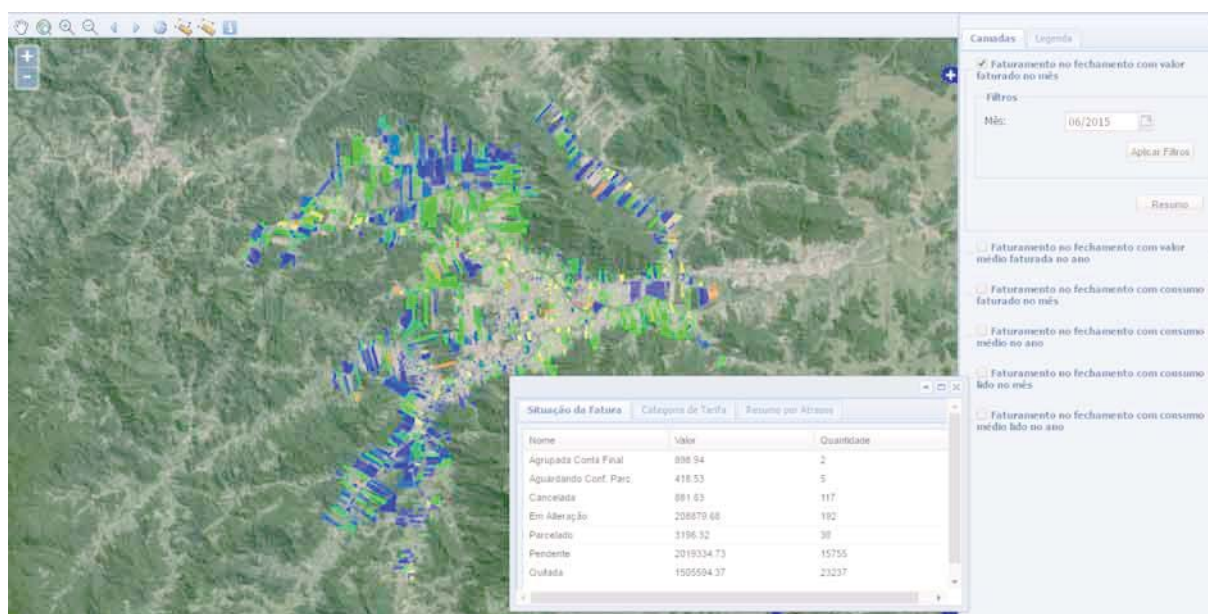 Camadas Legenda
Faturamento no fechamento com valor
faturado no mês
Filtros
Mês: 06/2015
Aplicar Filtros
Resumo
Faturamento no fechamento com valor
médio faturada no ano
Faturamento no fechamento com consumo
faturado no mês
Faturamento no fechamento com consumo
médio no ano
Faturamento no fechamento com consumo
lido no mês
Faturamento no fechamento com consumo
médio lido no ano
Situação da Fatura Categoria de Tarifa Resumo por Atrasos
Nome Valor Quantidade
Agrupada Conta Final 898.94 2
Aguardando Conf. Parc 418.53 5
Cancelada 881.63 117
Em Alteração 208879.68 192
Parcelado 3196.32 38
Pendente 2019334.73 15755
Quitada 1505594.37 23237